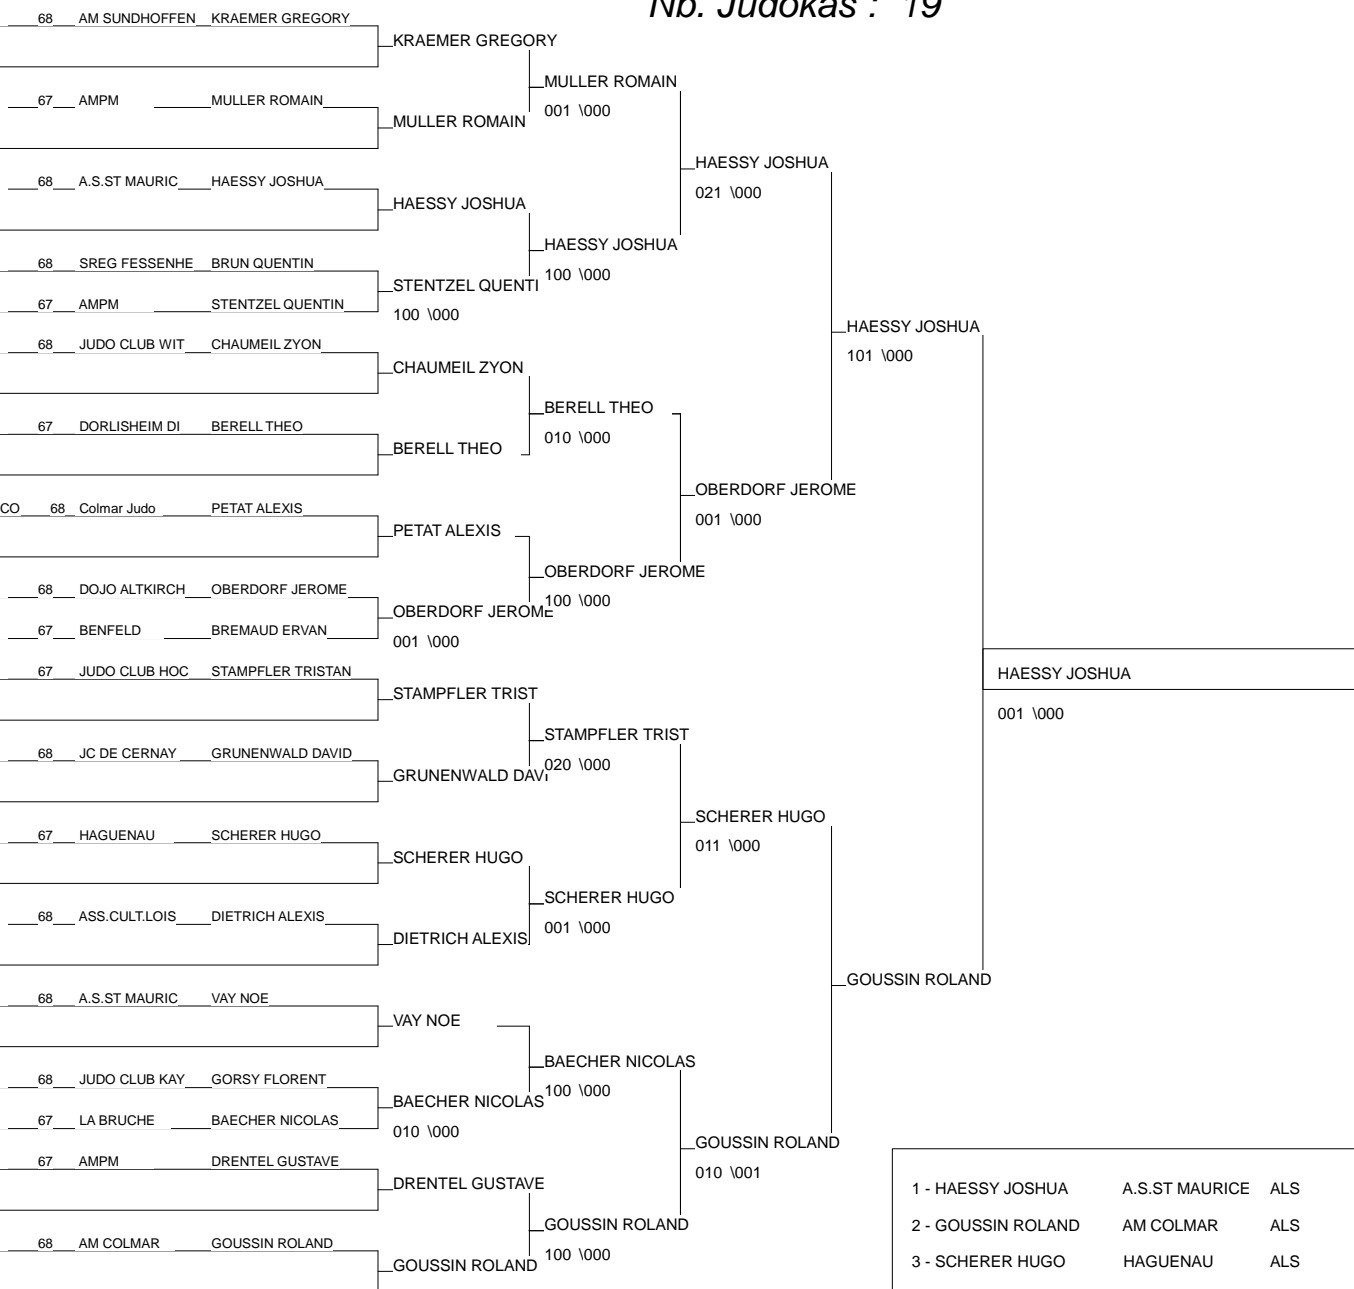 Nb. Judokas : 19
68 AM SUNDHOFFEN KRAEMER GREGORY
KRAEMER GREGORY
MULLER ROMAIN
67 AMPM MULLER ROMAIN
001 \000
MULLER ROMAIN
HAESSY JOSHUA
68 A.S.ST MAURIC HAESSY JOSHUA
021 \000
HAESSY JOSHUA
HAESSY JOSHUA
68 SREG FESSENHE BRUN QUENTIN
100 \000
STENTZEL QUENTI
67 AMPM STENTZEL QUENTIN
100 \000
HAESSY JOSHUA
68 JUDO CLUB WIT CHAUMEIL ZYON
101 \000
CHAUMEIL ZYON
BERELL THEO
67 DORLISHEIM DI BERELL THEO
010 \000
BERELL THEO
OBERDORF JEROME
CO 68 Colmar Judo PETAT ALEXIS
001 \000
PETAT ALEXIS
OBERDORF JEROME
68 DOJO ALTKIRCH OBERDORF JEROME
100 \000
OBERDORF JEROME
67 BENFELD BREMAUD ERVAN
001 \000
67 JUDO CLUB HOC STAMPFLER TRISTAN
HAESSY JOSHUA
STAMPFLER TRIST
001 \000
STAMPFLER TRIST
68 JC DE CERNAY GRUNENWALD DAVID
020 \000
GRUNENWALD DAVI
SCHERER HUGO
67 HAGUENAU SCHERER HUGO
011 \000
SCHERER HUGO
SCHERER HUGO
68 ASS.CULT.LOIS DIETRICH ALEXIS
001 \000
DIETRICH ALEXIS
GOUSSIN ROLAND
68 A.S.ST MAURIC VAY NOE
VAY NOE
BAECHER NICOLAS
68 JUDO CLUB KAY GORSY FLORENT
100 \000
BAECHER NICOLAS
67 LA BRUCHE BAECHER NICOLAS
010 \000
GOUSSIN ROLAND
67 AMPM DRENTEL GUSTAVE
010 \001
DRENTEL GUSTAVE
1 - HAESSY JOSHUA A.S.ST MAURICE ALS
GOUSSIN ROLAND
2 - GOUSSIN ROLAND AM COLMAR ALS
68 AM COLMAR GOUSSIN ROLAND
100 \000
3 - SCHERER HUGO HAGUENAU ALS
GOUSSIN ROLAND